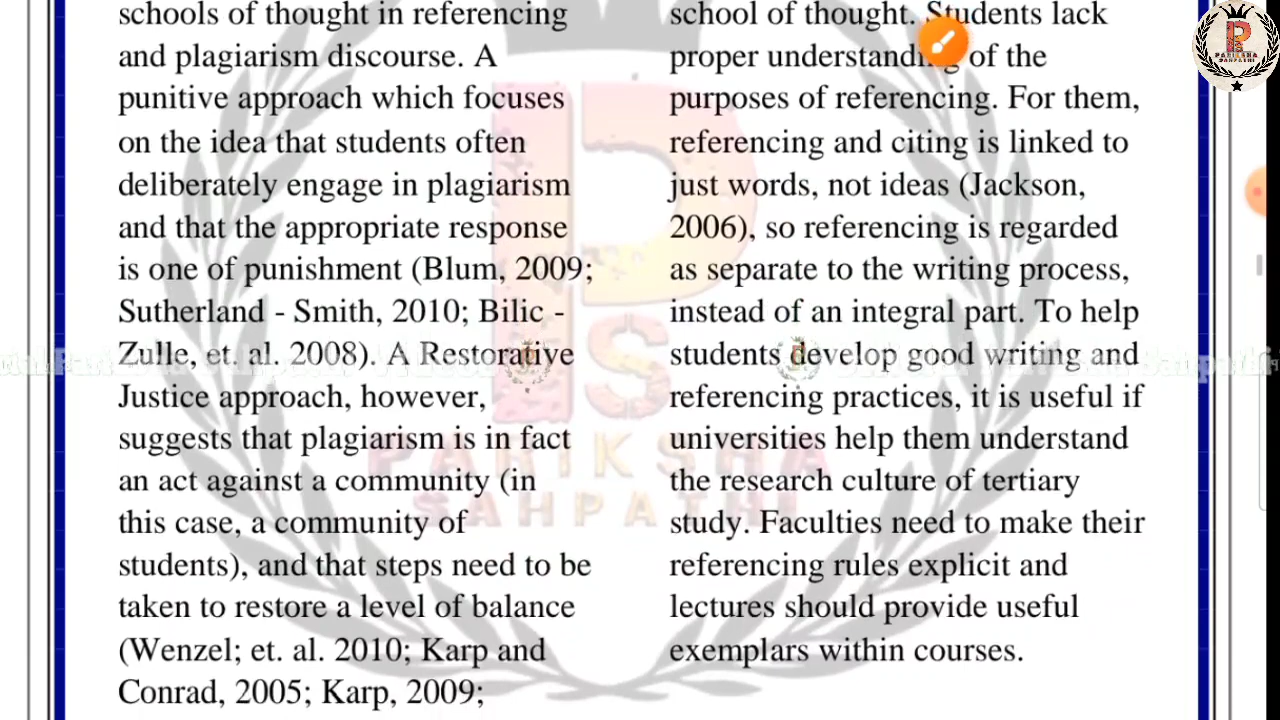 schools of thought in referencing
and plagiarism discourse. A
punitive approach which focuses
on the idea that students often
deliberately engage in plagiarism
and that the appropriate response
is one of punishment (Blum, 2009;
Sutherland - Smith, 2010; Bilic -
Zulle, et. al. 2008). A Restorative
Justice approach, however,
suggests that plagiarism is in fact
an act against a community (in
this case, a community of
students), and that steps need to be
taken to restore a level of balance
(Wenzel; et. al. 2010; Karp and
Conrad, 2005; Karp, 2009;
school of thought. Students lack
proper understanding of the
purposes of referencing. For them,
referencing and citing is linked to
just words, not ideas (Jackson,
2006), so referencing is regarded
as separate to the writing process,
instead of an integral part. To help
students develop good writing and
referencing practices, it is useful if
universities help them understand
the research culture of tertiary
study. Faculties need to make their
referencing rules explicit and
lectures should provide useful
exemplars within courses.
PARIKSHA
SAHPATHI
PARIKSHA
SAHPATHI